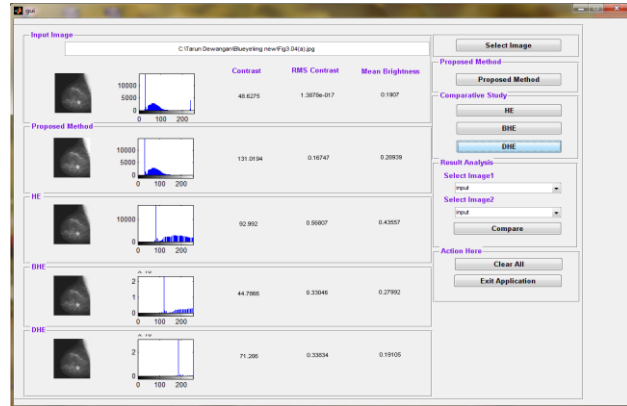 gui
Input Image
C:\Tarun Dewangan\Blueyeimg new\Fig3.04(a).jpg
Contrast RMS Contrast Mean Brightness
10000
5000
0
0 100 200
48.6275 1.3878e-017 0.1907
Proposed Method
10000
5000
0
0 100 200
131.0194 0.16747 0.20939
HE
10000
0
0 100 200
92.992 0.56807 0.43557
BHE
2
1
0
0 100 200
44.7866 0.33046 0.27992
DHE
2
0
0 100 200
71.266 0.33834 0.19105
Select Image
Proposed Method
Proposed Method
Comparative Study
HE
BHE
DHE
Result Analysis
Select Image1
input
Select Image2
input
Compare
Action Here
Clear All
Exit Application